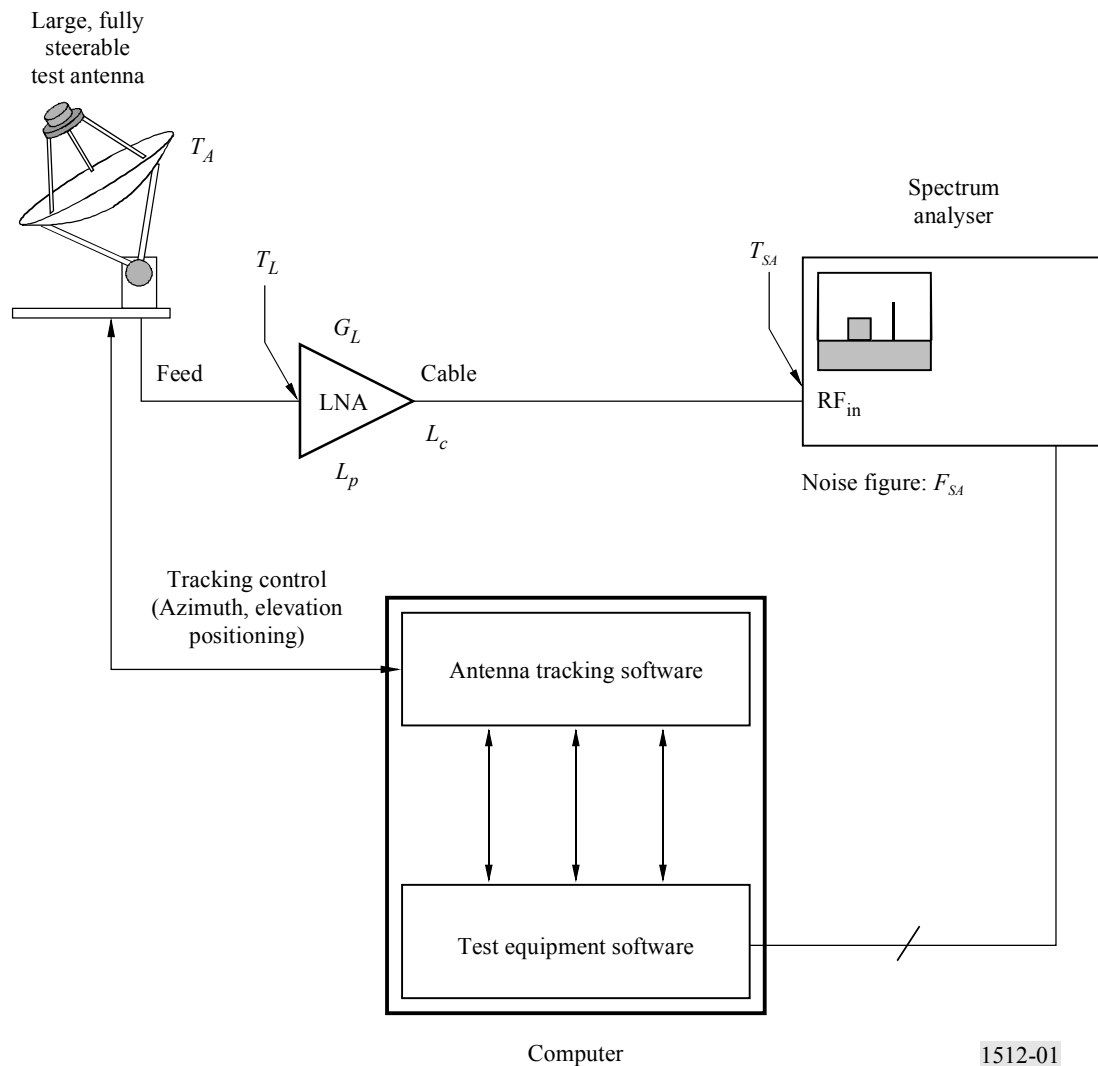 Large, fully
steerable
test antenna
T_A
Spectrum
analyser
T_L
T_SA
G_L
Feed
Cable
LNA
RF_in
L_c
L_p
Noise figure: F_SA
Tracking control
(Azimuth, elevation
positioning)
Antenna tracking software
Test equipment software
Computer
1512-01